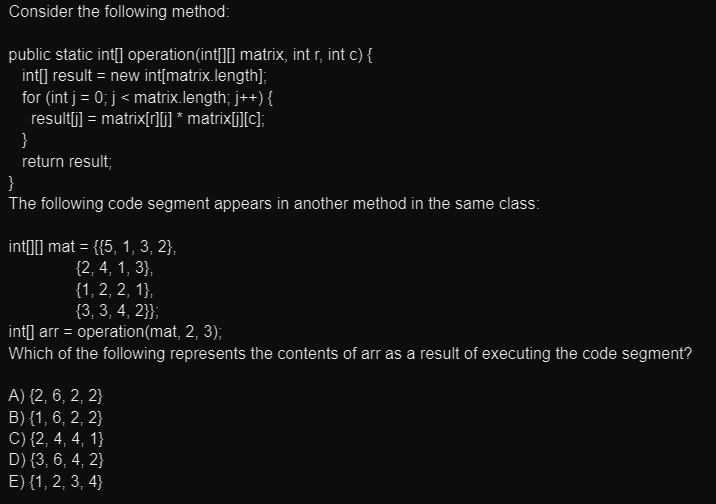 Consider the following method:
public static int[] operation(int[][] matrix, int r, int c) {
int[] result = new int[matrix.length];
for (int j = 0; j < matrix.length; j++) {
result[j] = matrix[r][j] * matrix[j][c];
}
return result;
}
The following code segment appears in another method in the same class:
int[][] mat = {{5, 1, 3, 2},
{2, 4, 1, 3},
{1, 2, 2, 1},
{3, 3, 4, 2}};
int[] arr = operation(mat, 2, 3);
Which of the following represents the contents of arr as a result of executing the code segment?
A) {2, 6, 2, 2}
B) {1, 6, 2, 2}
C) {2, 4, 4, 1}
D) {3, 6, 4, 2}
E) {1, 2, 3, 4}